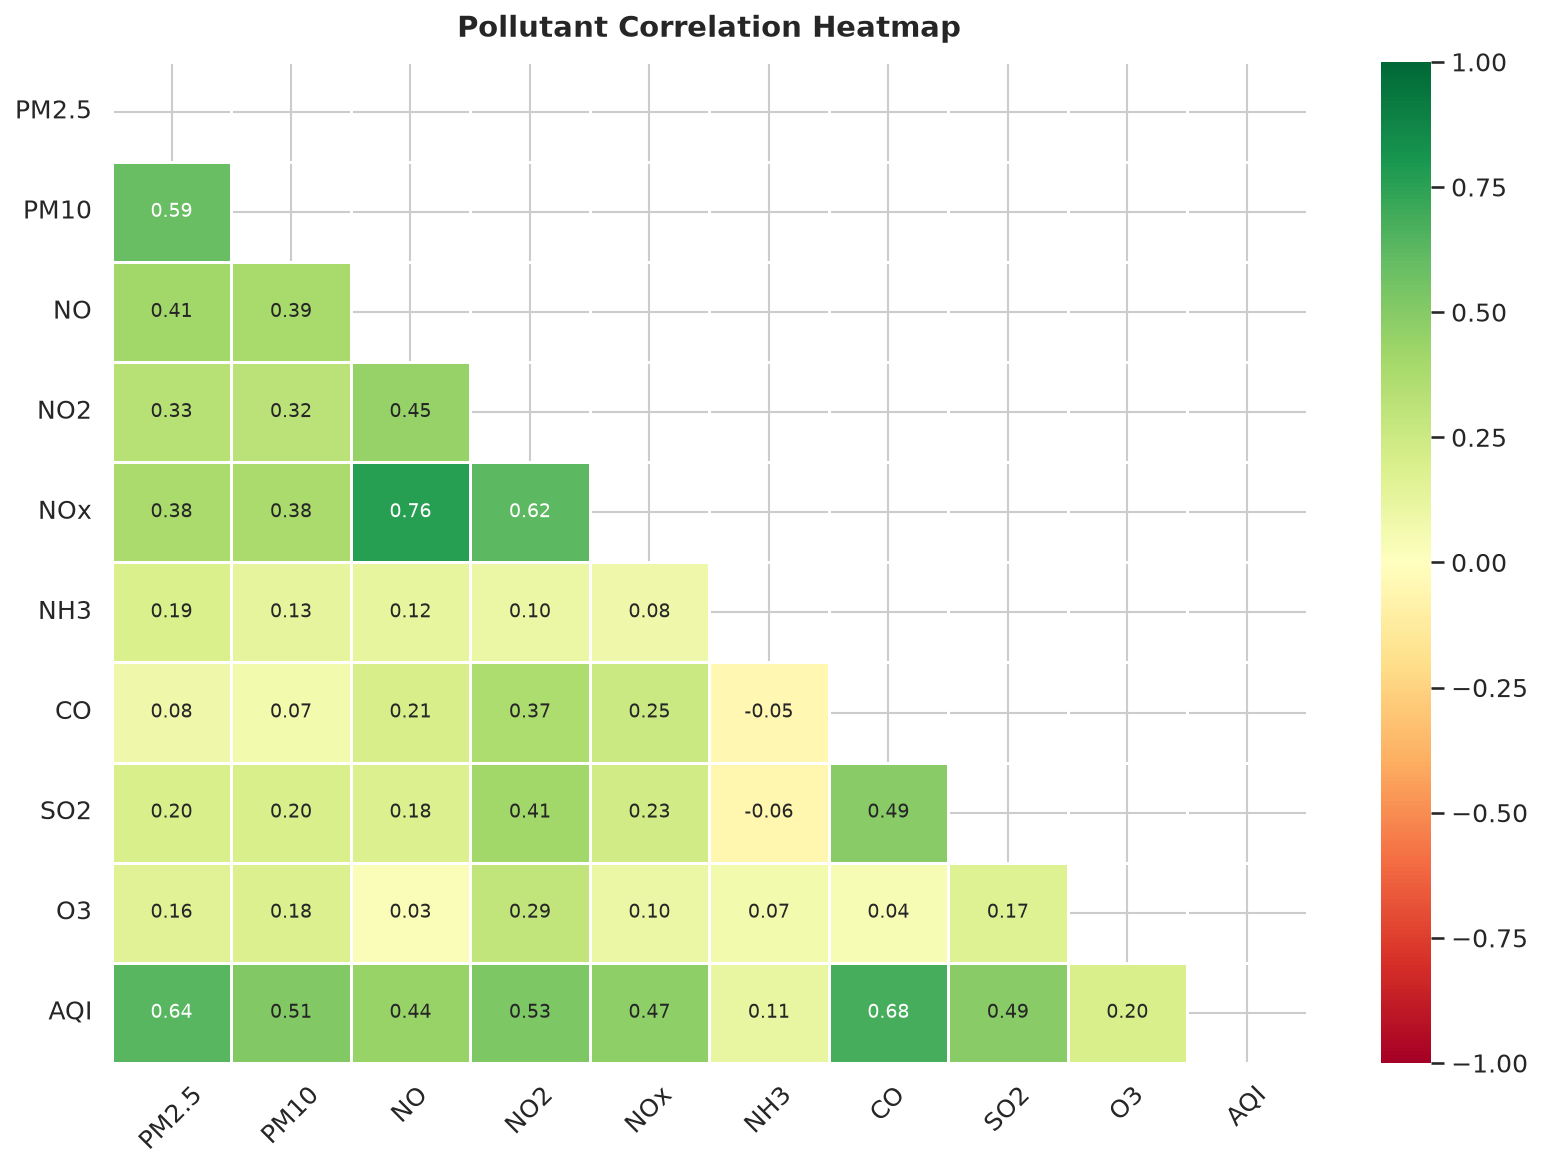 Pollutant Correlation Heatmap
PM2.5
PM10 0.59
NO 0.41 0.39
NO2 0.33 0.32 0.45
NOx 0.38 0.38 0.76 0.62
NH3 0.19 0.13 0.12 0.10 0.08
CO 0.08 0.07 0.21 0.37 0.25 -0.05
SO2 0.20 0.20 0.18 0.41 0.23 -0.06 0.49
O3 0.16 0.18 0.03 0.29 0.10 0.07 0.04 0.17
AQI 0.64 0.51 0.44 0.53 0.47 0.11 0.68 0.49 0.20
PM2.5 PM10 NO NO2 NOx NH3 CO SO2 O3 AQI
1.00
0.75
0.50
0.25
0.00
−0.25
−0.50
−0.75
−1.00